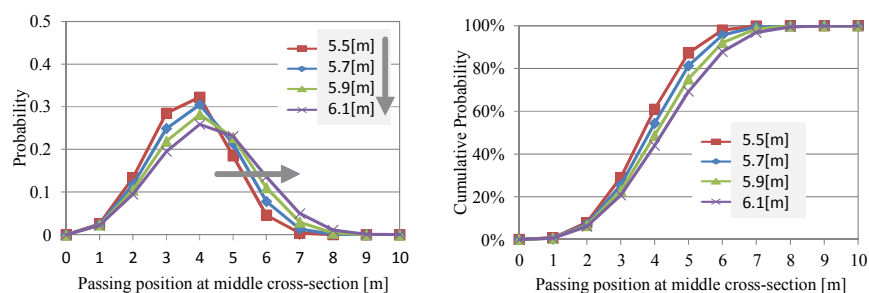 0.5
0.4
0.3
0.2
0.1
0
Probability
5.5[m]
5.7[m]
5.9[m]
6.1[m]
0 1 2 3 4 5 6 7 8 9 10
Passing position at middle cross-section [m]
100%
80%
60%
40%
20%
0%
Cumulative Probability
5.5[m]
5.7[m]
5.9[m]
6.1[m]
0 1 2 3 4 5 6 7 8 9 10
Passing position at middle cross-section [m]